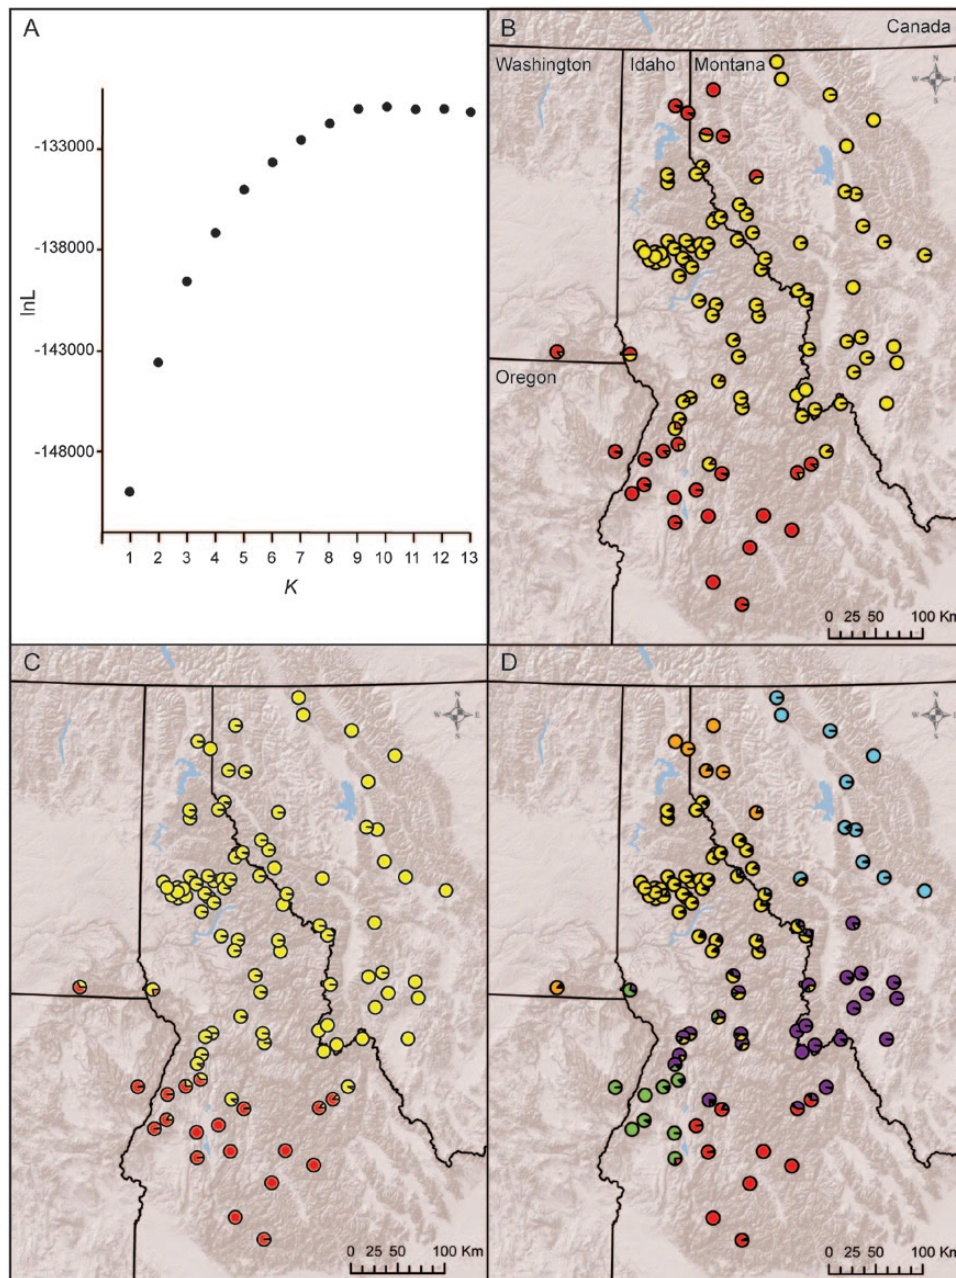 A
-133000
-138000
-143000
-148000
lnL
1 2 3 4 5 6 7 8 9 10 11 12 13
K
B
Canada
Washington
Idaho
Montana
N
W E
S
Oregon
0 25 50 100 Km
C
N
W E
S
0 25 50 100 Km
D
N
W E
S
0 25 50 100 Km